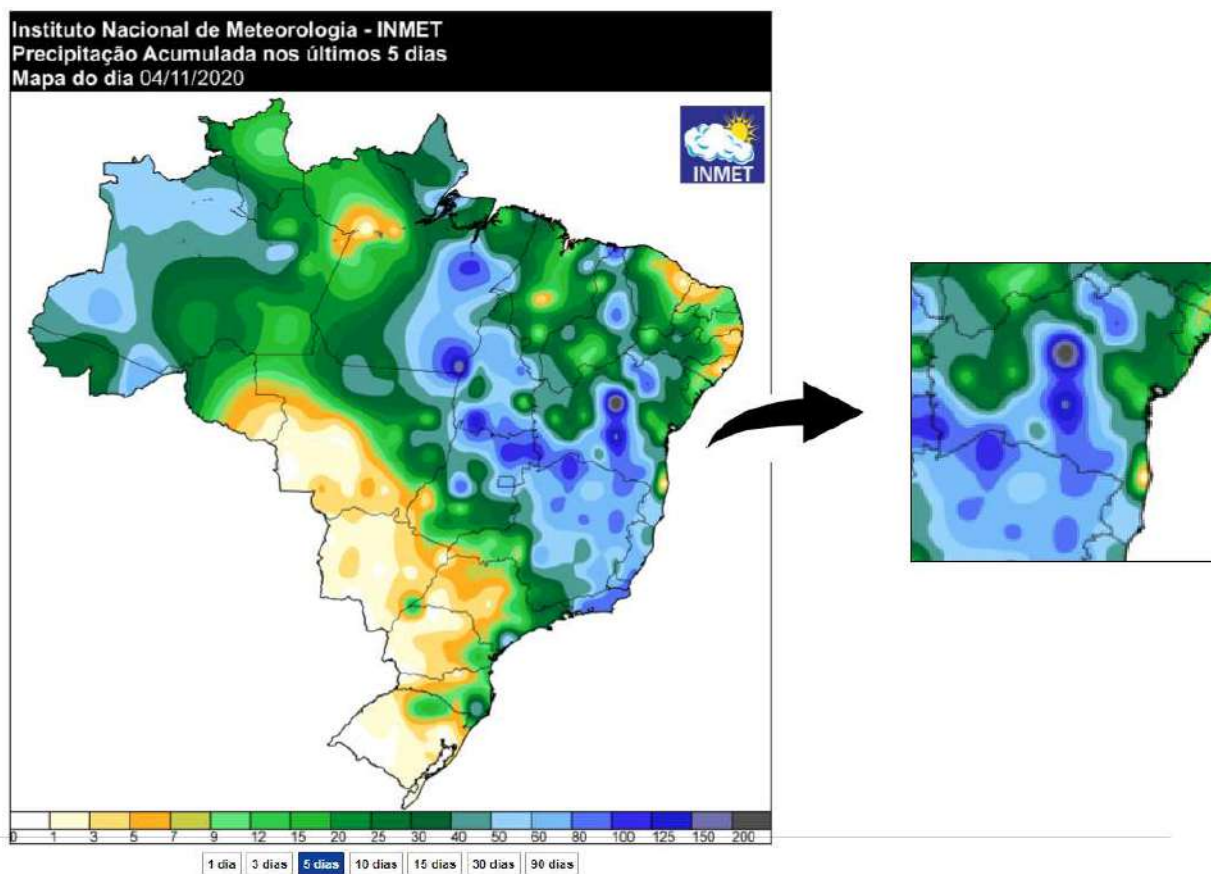 Instituto Nacional de Meteorologia - INMET
Precipitação Acumulada nos últimos 5 dias
Mapa do dia 04/11/2020
INMET
0 1 3 5 7 9 12 15 20 25 30 40 50 60 80 100 125 150 200
1 dia 3 dias 5 dias 10 dias 15 dias 30 dias 90 dias